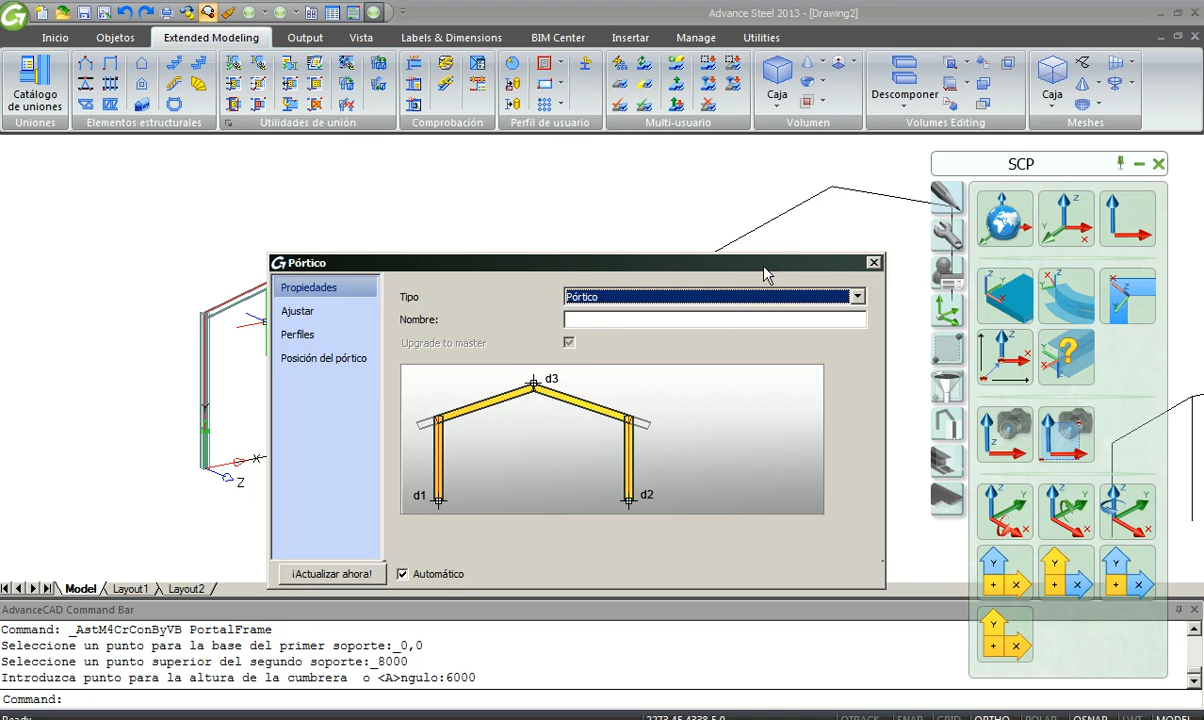 Advance Steel 2013 - [Drawing2]
Inicio Objetos Extended Modeling Output Vista Labels & Dimensions BIM Center Insertar Manage Utilities
Catálogo de uniones
Caja
Descomponer
Caja
Uniones Elementos estructurales Utilidades de unión Comprobación Perfil de usuario Multi-usuario Volumen Volumes Editing Meshes
SCP
Pórtico
Propiedades
Ajustar
Perfiles
Posición del pórtico
Tipo Pórtico
Nombre:
Upgrade to master
d3
d1 d2
¡Actualizar ahora! Automático
Y
X
Z
Model Layout1 Layout2
AdvanceCAD Command Bar
Command: _AstM4CrConByVB PortalFrame
Seleccione un punto para la base del primer soporte:_0,0
Seleccione un punto superior del segundo soporte:_8000
Introduzca punto para la altura de la cumbrera o <A>ngulo:6000
Command: